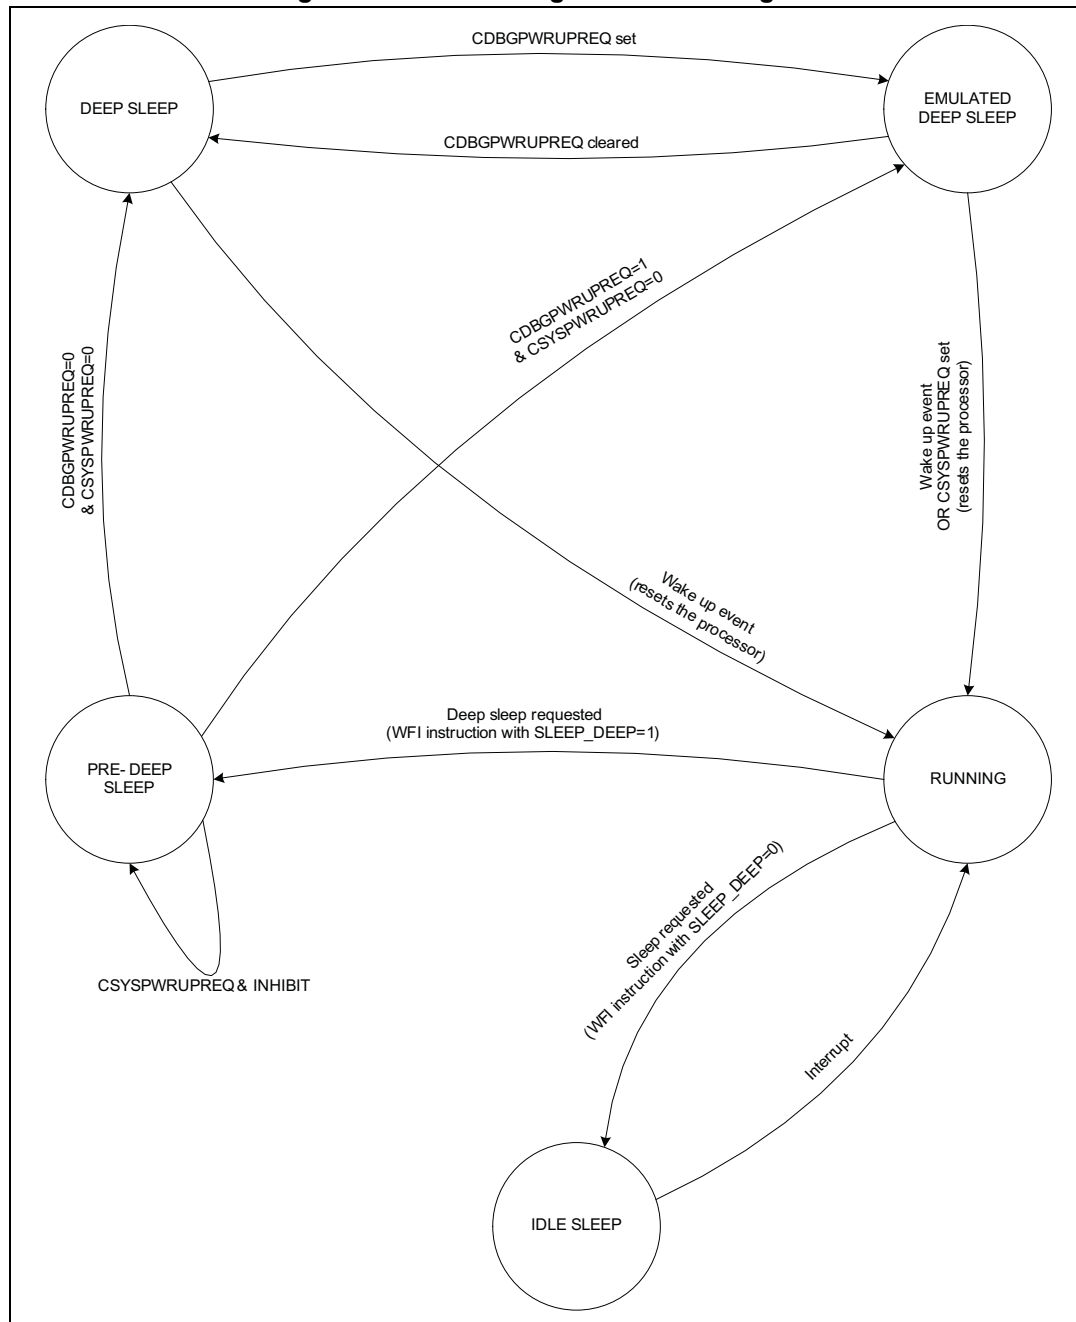 CDBGPWRUPREQ set
DEEP SLEEP
EMULATED
DEEP SLEEP
CDBGPWRUPREQ cleared
CDBGPWRUPREQ=1
& CSYSPWRUPREQ=0
CDBGPWRUPREQ=0
& CSYSPWRUPREQ=0
Wake up event
OR CSYSPWRUPREQ set
(resets the processor)
Wake up event
(resets the processor)
Deep sleep requested
(WFI instruction with SLEEP_DEEP=1)
PRE- DEEP
SLEEP
RUNNING
Sleep requested
(WFI instruction with SLEEP_DEEP=0)
CSYSPWRUPREQ & INHIBIT
Interrupt
IDLE SLEEP